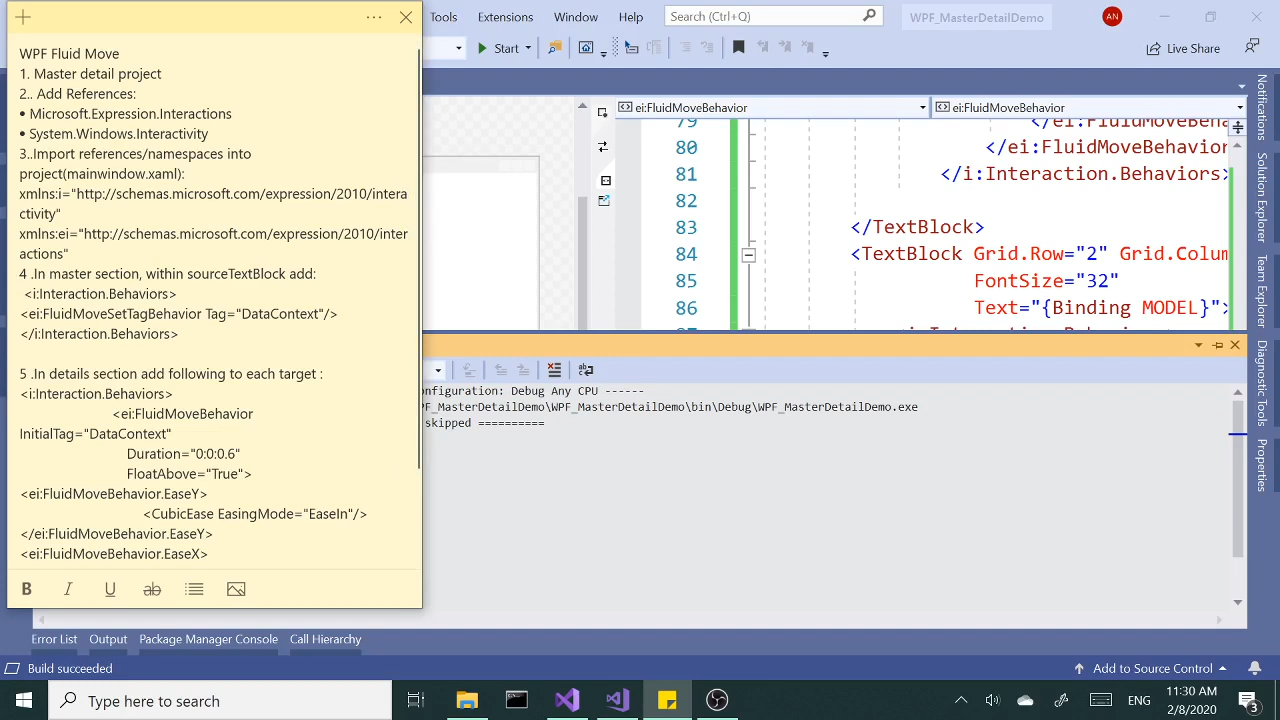 Tools
Extensions
Window
Help
Search (Ctrl+Q)
WPF_MasterDetailDemo
AN
Start
Live Share
WPF Fluid Move
1. Master detail project
2.. Add References:
• Microsoft.Expression.Interactions
• System.Windows.Interactivity
3..Import references/namespaces into
project(mainwindow.xaml):
xmlns:i="http://schemas.microsoft.com/expression/2010/intera
ctivity"
xmlns:ei="http://schemas.microsoft.com/expression/2010/inter
actions"
4 .In master section, within sourceTextBlock add:
<i:Interaction.Behaviors>
<ei:FluidMoveSetTagBehavior Tag="DataContext"/>
</i:Interaction.Behaviors>
5 .In details section add following to each target :
<i:Interaction.Behaviors>
<ei:FluidMoveBehavior
InitialTag="DataContext"
Duration="0:0:0.6"
FloatAbove="True">
<ei:FluidMoveBehavior.EaseY>
<CubicEase EasingMode="EaseIn"/>
</ei:FluidMoveBehavior.EaseY>
<ei:FluidMoveBehavior.EaseX>
B I U ab
ei:FluidMoveBehavior
ei:FluidMoveBehavior
79 </ei:FluidMoveBeha
80 </ei:FluidMoveBehavior
81 </i:Interaction.Behaviors>
82
83 </TextBlock>
84 <TextBlock Grid.Row="2" Grid.Colum
85 FontSize="32"
86 Text="{Binding MODEL}">
onfiguration: Debug Any CPU ------
PF_MasterDetailDemo\WPF_MasterDetailDemo\bin\Debug\WPF_MasterDetailDemo.exe
skipped ==========
Notifications
Solution Explorer
Team Explorer
Diagnostic Tools
Properties
Error List
Output
Package Manager Console
Call Hierarchy
Build succeeded
Add to Source Control
Type here to search
ENG
11:30 AM
2/8/2020
3